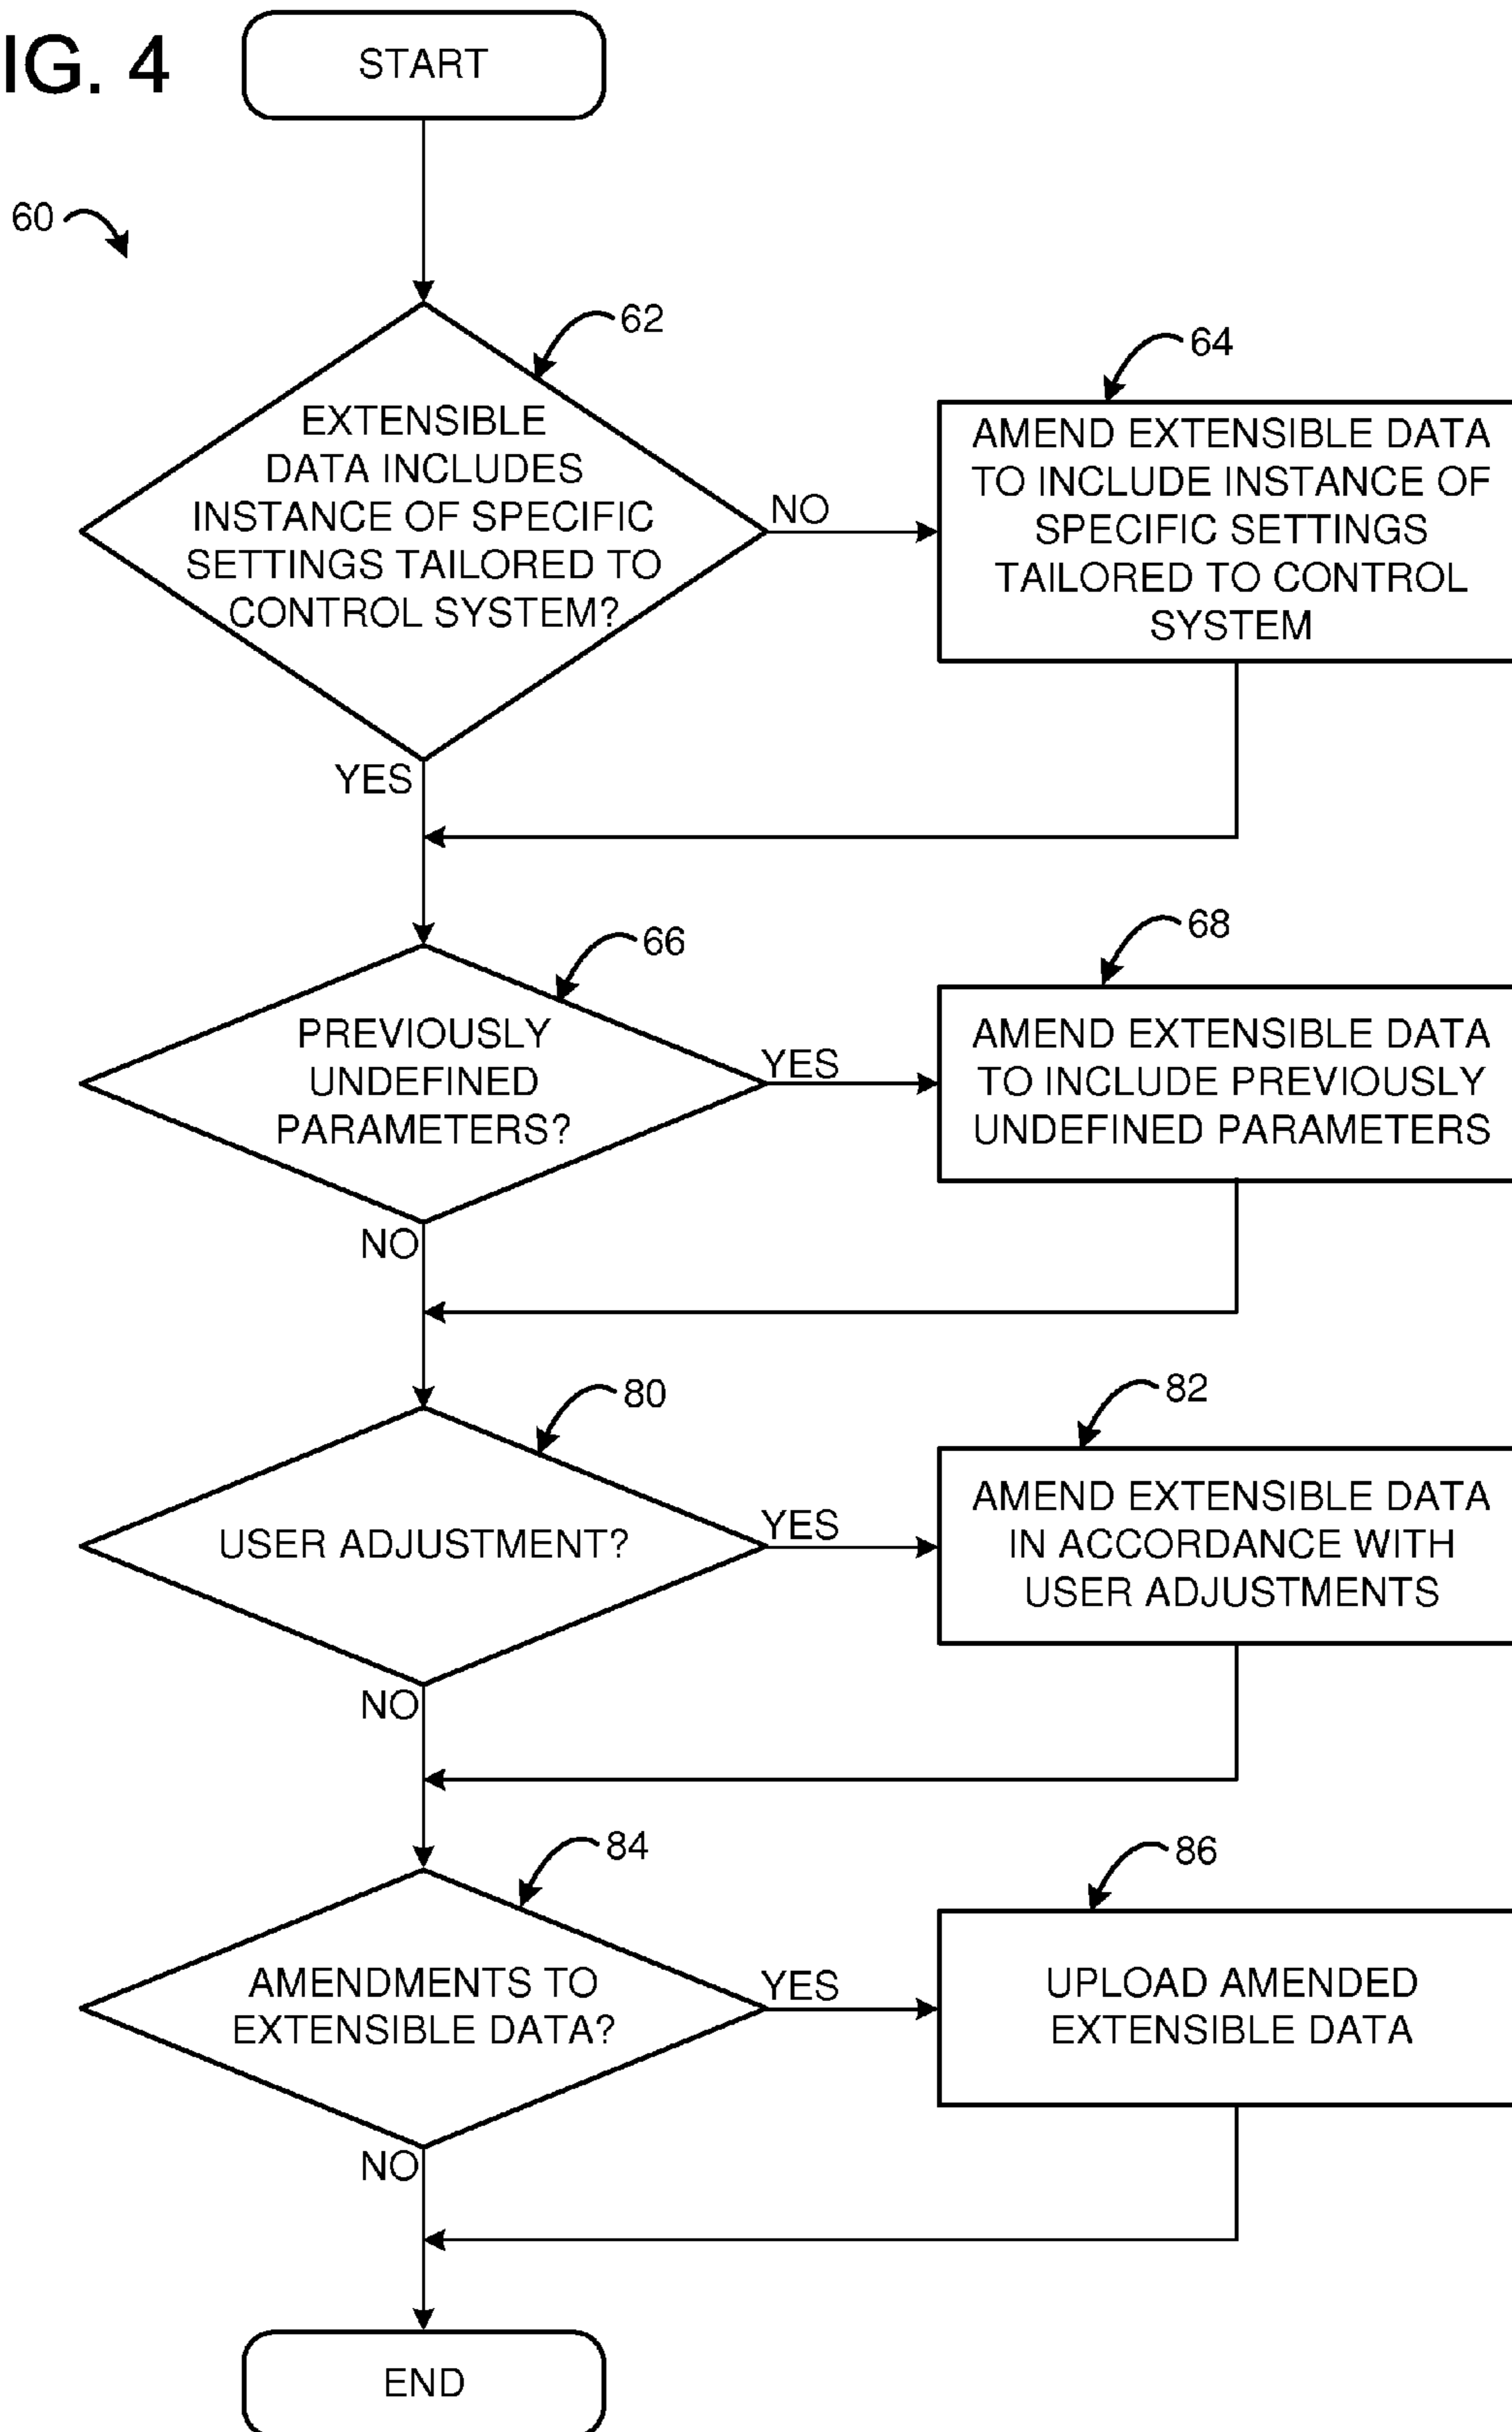 IG. 4
START
60
62
EXTENSIBLE
DATA INCLUDES
INSTANCE OF SPECIFIC
SETTINGS TAILORED TO
CONTROL SYSTEM?
NO
64
AMEND EXTENSIBLE DATA
TO INCLUDE INSTANCE OF
SPECIFIC SETTINGS
TAILORED TO CONTROL
SYSTEM
YES
66
PREVIOUSLY
UNDEFINED
PARAMETERS?
YES
68
AMEND EXTENSIBLE DATA
TO INCLUDE PREVIOUSLY
UNDEFINED PARAMETERS
NO
80
USER ADJUSTMENT?
YES
82
AMEND EXTENSIBLE DATA
IN ACCORDANCE WITH
USER ADJUSTMENTS
NO
84
AMENDMENTS TO
EXTENSIBLE DATA?
YES
86
UPLOAD AMENDED
EXTENSIBLE DATA
NO
END